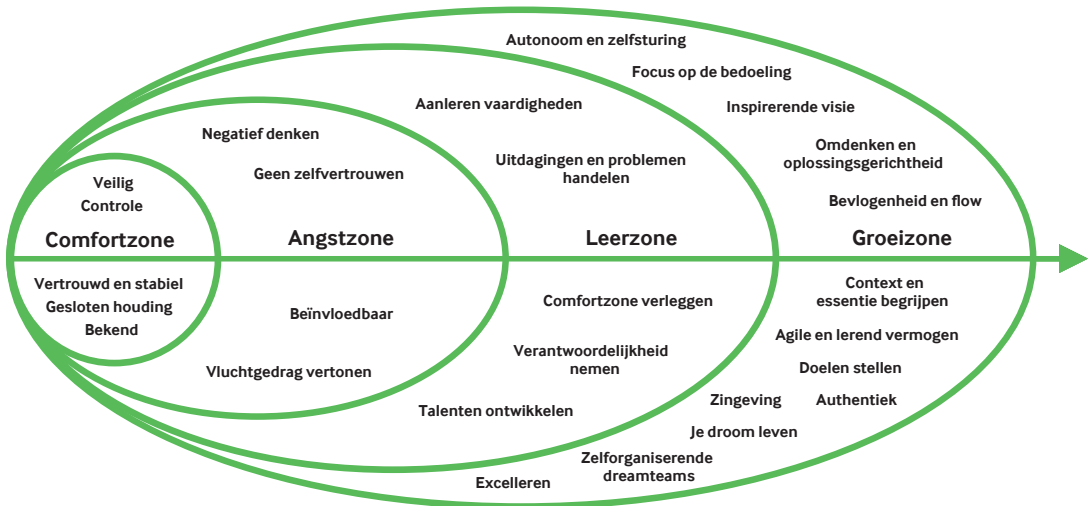 Autonoom en zelfsturing
Focus op de bedoeling
Aanleren vaardigheden
Inspirerende visie
Negatief denken
Omdenken en
oplossingsgerichtheid
Uitdagingen en problemen
handelen
Geen zelfvertrouwen
Veilig
Controle
Bevlogenheid en flow
Comfortzone
Angstzone
Leerzone
Groeizone
Vertrouwd en stabiel
Gesloten houding
Bekend
Context en
essentie begrijpen
Comfortzone verleggen
Beïnvloedbaar
Agile en lerend vermogen
Verantwoordelijkheid
nemen
Doelen stellen
Vluchtgedrag vertonen
Zingeving
Authentiek
Talenten ontwikkelen
Je droom leven
Zelforganiserende
dreamteams
Excelleren